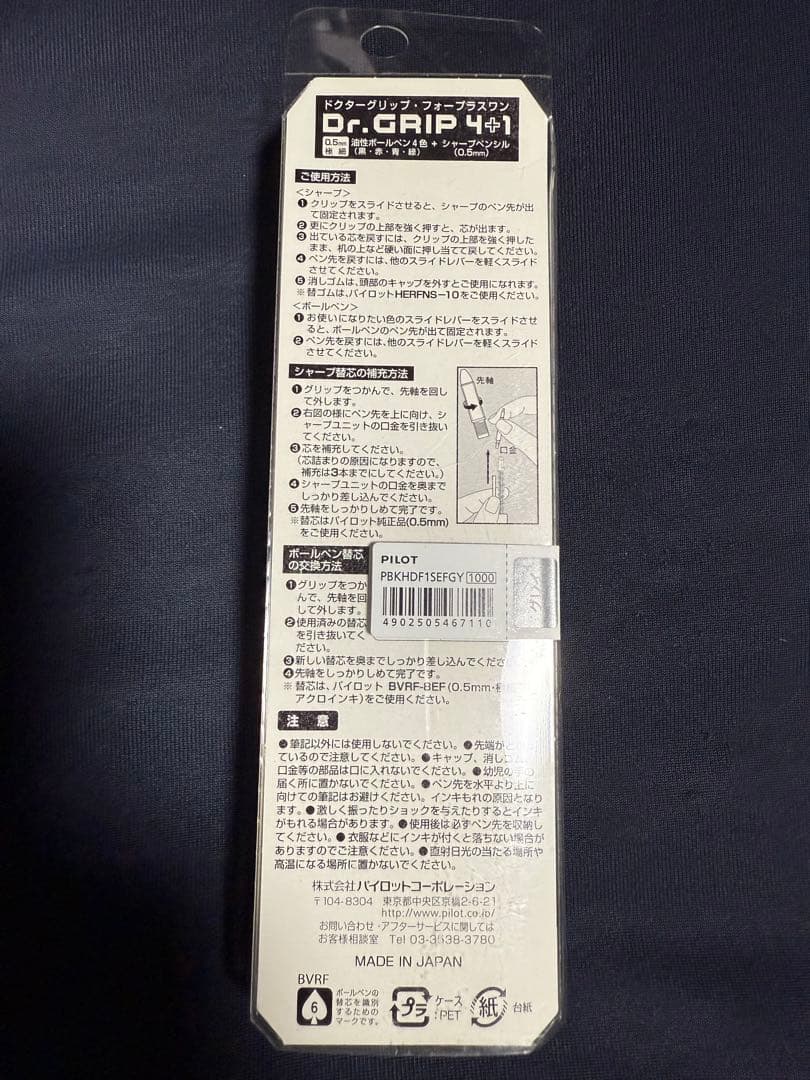 ドクターグリップ・フォープラスワン
Dr.GRIP 4+1
0.5mm 極細 油性ボールペン4色 + シャープペンシル
(黒・赤・青・緑) (0.5mm)
ご使用方法
<シャープ>
❶クリップをスライドさせると、シャープのペン先が出
て固定されます。
❷更にクリップの上部を強く押すと、芯が出ます。
❸出ている芯を戻すには、クリップの上部を強く押した
まま、机の上など硬い面に押し当てて戻してください。
❹ペン先を戻すには、他のスライドレバーを軽くスライド
させてください。
❺消しゴムは、頭部のキャップを外すとご使用になれます。
※替ゴムは、パイロットHERFNS-10をご使用ください。
<ボールペン>
❶お使いになりたい色のスライドレバーをスライドさせ
ると、ボールペンのペン先が出て固定されます。
❷ペン先を戻すには、他のスライドレバーを軽くスライド
させてください。
シャープ替芯の補充方法
❶グリップをつかんで、先軸を回し
て外します。
❷右図の様にペン先を上に向け、シ
ャープユニットの口金を引き抜い
てください。
❸芯を補充してください。
(芯詰まりの原因になりますので、
補充は3本までにしてください。)
❹シャープユニットの口金を奥まで
しっかり差し込んでください。
❺先軸をしっかりしめて完了です。
※替芯はパイロット純正品(0.5mm)
をご使用ください。
先軸
口金
ボールペン替芯
の交換方法
❶グリップをつか
んで、先軸を回
して外します。
❷使用済みの替芯
を引き抜いてく
ださい。
❸新しい替芯を奥までしっかり差し込んでくださ
❹先軸をしっかりしめて完了です。
※替芯は、パイロット BVRF-8EF(0.5mm・極
アクロインキ)をご使用ください。
PILOT
PBKHDF1SEFGY 1000
4902505467110
グレー
注 意
●筆記以外には使用しないでください。●先端が
ているので注意してください。●キャップ、消しゴム
口金等の部品は口に入れないでください。●幼児の手の
届く所に置かないでください。●ペン先を水平より上に
向けての筆記はお避けください。インキもれの原因となり
ます。●激しく振ったりショックを与えたりするとインキ
がもれる場合があります。●使用後は必ずペン先を収納し
てください。●衣服などにインキが付くと落ちない場合が
ありますのでご注意ください。●直射日光の当たる場所や
高温になる場所に置かないでください。
株式会社パイロットコーポレーション
〒104-8304 東京都中央区京橋2-6-21
http://www.pilot.co.jp/
お問い合わせ・アフターサービスに関しては
お客様相談室 Tel 03-3538-3780
MADE IN JAPAN
BVRF
6
ボールペンの
替芯を識別
するための
マークです。
プラ
ケース
:PET
紙
台紙